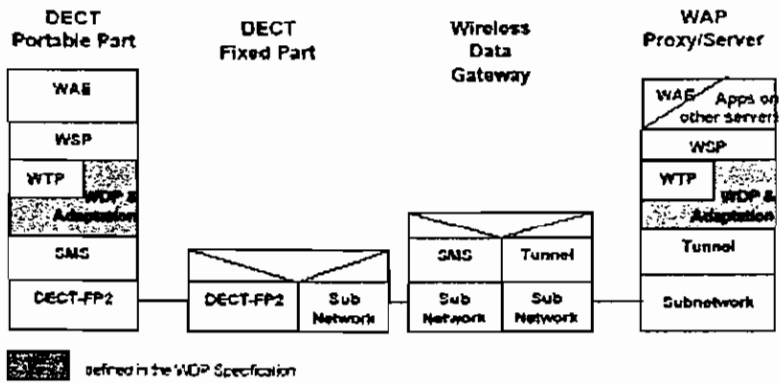 DECT
Portable Part
DECT
Fixed Part
Wireless
Data
Gateway
WAP
Proxy/Server
WAE
WSP
WTP
WDP &
Adaptation
SMS
DECT-FP2
DECT-FP2
Sub
Network
SMS
Tunnel
Sub
Network
Sub
Network
WAE
Apps on
other servers
WSP
WTP
WDP &
Adaptation
Tunnel
Subnetwork
defined in the WDP Specification